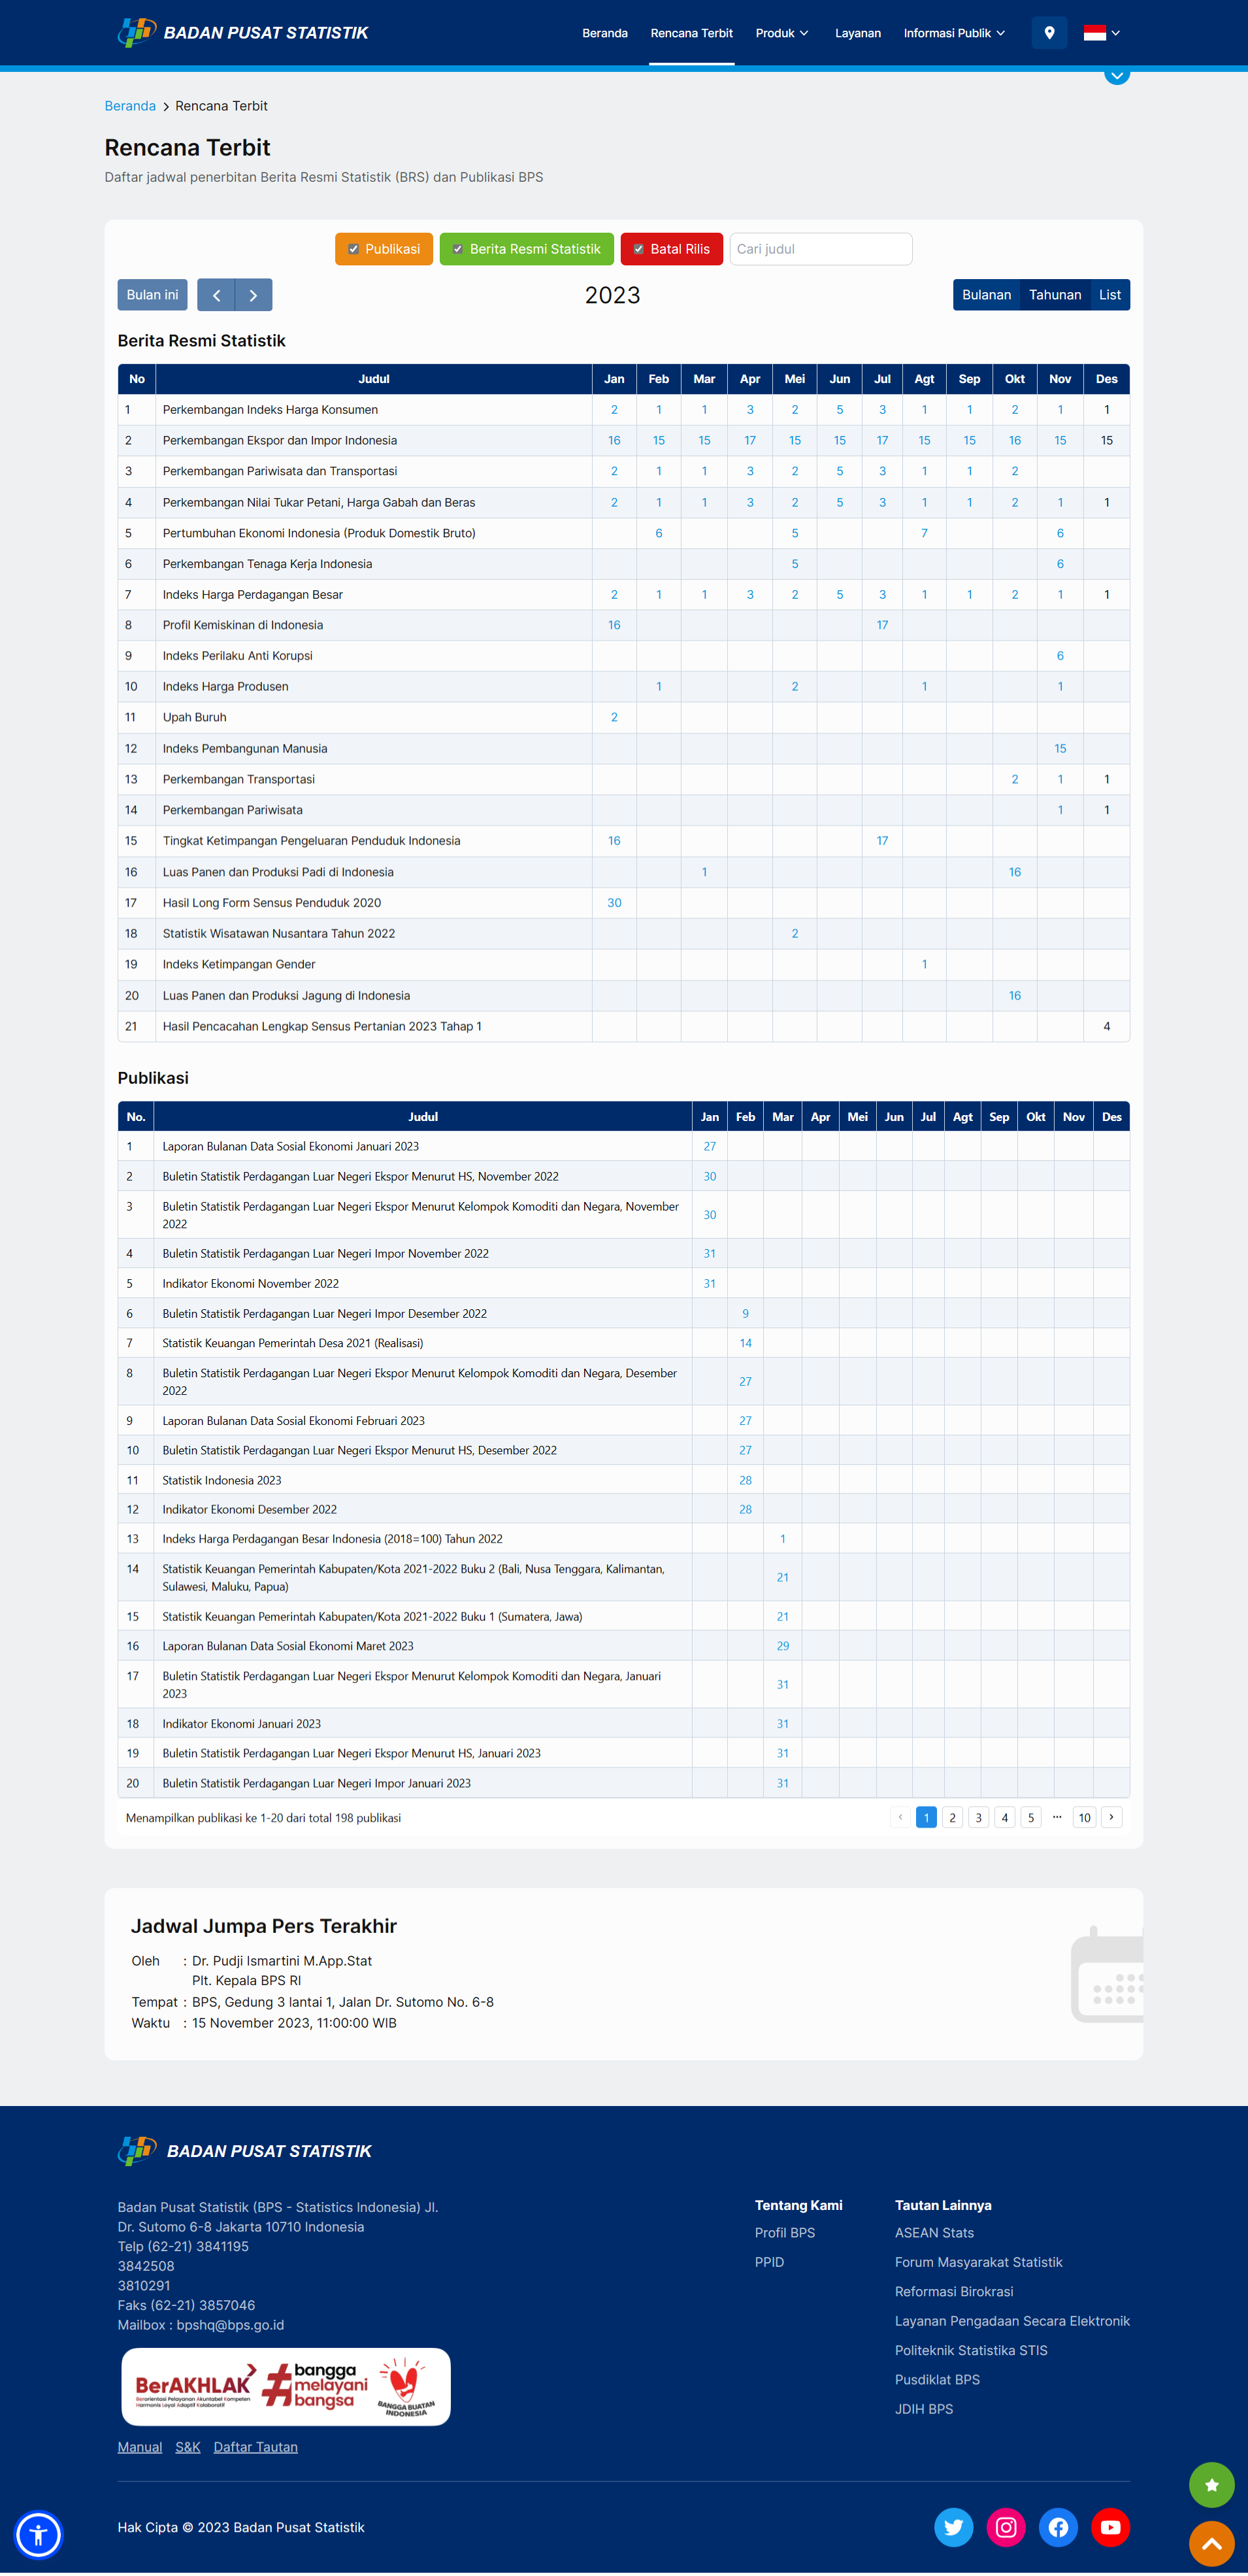 BADAN PUSAT STATISTIK
Beranda Rencana Terbit Produk Layanan Informasi Publik
Beranda > Rencana Terbit
Rencana Terbit
Daftar jadwal penerbitan Berita Resmi Statistik (BRS) dan Publikasi BPS
Publikasi Berita Resmi Statistik Batal Rilis Cari judul
Bulan ini 2023 Bulanan Tahunan List
Berita Resmi Statistik
No Judul Jan Feb Mar Apr Mei Jun Jul Agt Sep Okt Nov Des
1 Perkembangan Indeks Harga Konsumen 2 1 1 3 2 5 3 1 1 2 1 1
2 Perkembangan Ekspor dan Impor Indonesia 16 15 15 17 15 15 17 15 15 16 15 15
3 Perkembangan Pariwisata dan Transportasi 2 1 1 3 2 5 3 1 1 2
4 Perkembangan Nilai Tukar Petani, Harga Gabah dan Beras 2 1 1 3 2 5 3 1 1 2 1 1
5 Pertumbuhan Ekonomi Indonesia (Produk Domestik Bruto) 6 5 7 6
6 Perkembangan Tenaga Kerja Indonesia 5 6
7 Indeks Harga Perdagangan Besar 2 1 1 3 2 5 3 1 1 2 1 1
8 Profil Kemiskinan di Indonesia 16 17
9 Indeks Perilaku Anti Korupsi 6
10 Indeks Harga Produsen 1 2 1 1
11 Upah Buruh 2
12 Indeks Pembangunan Manusia 15
13 Perkembangan Transportasi 2 1 1
14 Perkembangan Pariwisata 1 1
15 Tingkat Ketimpangan Pengeluaran Penduduk Indonesia 16 17
16 Luas Panen dan Produksi Padi di Indonesia 1 16
17 Hasil Long Form Sensus Penduduk 2020 30
18 Statistik Wisatawan Nusantara Tahun 2022 2
19 Indeks Ketimpangan Gender 1
20 Luas Panen dan Produksi Jagung di Indonesia 16
21 Hasil Pencacahan Lengkap Sensus Pertanian 2023 Tahap 1 4
Publikasi
No. Judul Jan Feb Mar Apr Mei Jun Jul Agt Sep Okt Nov Des
1 Laporan Bulanan Data Sosial Ekonomi Januari 2023 27
2 Buletin Statistik Perdagangan Luar Negeri Ekspor Menurut HS, November 2022 30
3 Buletin Statistik Perdagangan Luar Negeri Ekspor Menurut Kelompok Komoditi dan Negara, November
2022 30
4 Buletin Statistik Perdagangan Luar Negeri Impor November 2022 31
5 Indikator Ekonomi November 2022 31
6 Buletin Statistik Perdagangan Luar Negeri Impor Desember 2022 9
7 Statistik Keuangan Pemerintah Desa 2021 (Realisasi) 14
8 Buletin Statistik Perdagangan Luar Negeri Ekspor Menurut Kelompok Komoditi dan Negara, Desember
2022 27
9 Laporan Bulanan Data Sosial Ekonomi Februari 2023 27
10 Buletin Statistik Perdagangan Luar Negeri Ekspor Menurut HS, Desember 2022 27
11 Statistik Indonesia 2023 28
12 Indikator Ekonomi Desember 2022 28
13 Indeks Harga Perdagangan Besar Indonesia (2018=100) Tahun 2022 1
14 Statistik Keuangan Pemerintah Kabupaten/Kota 2021-2022 Buku 2 (Bali, Nusa Tenggara, Kalimantan,
Sulawesi, Maluku, Papua) 21
15 Statistik Keuangan Pemerintah Kabupaten/Kota 2021-2022 Buku 1 (Sumatera, Jawa) 21
16 Laporan Bulanan Data Sosial Ekonomi Maret 2023 29
17 Buletin Statistik Perdagangan Luar Negeri Ekspor Menurut Kelompok Komoditi dan Negara, Januari
2023 31
18 Indikator Ekonomi Januari 2023 31
19 Buletin Statistik Perdagangan Luar Negeri Ekspor Menurut HS, Januari 2023 31
20 Buletin Statistik Perdagangan Luar Negeri Impor Januari 2023 31
Menampilkan publikasi ke 1-20 dari total 198 publikasi < 1 2 3 4 5 ••• 10 >
Jadwal Jumpa Pers Terakhir
Oleh : Dr. Pudji Ismartini M.App.Stat
Plt. Kepala BPS RI
Tempat : BPS, Gedung 3 lantai 1, Jalan Dr. Sutomo No. 6-8
Waktu : 15 November 2023, 11:00:00 WIB
BADAN PUSAT STATISTIK
Badan Pusat Statistik (BPS - Statistics Indonesia) Jl.
Dr. Sutomo 6-8 Jakarta 10710 Indonesia
Telp (62-21) 3841195
3842508
3810291
Faks (62-21) 3857046
Mailbox : bpshq@bps.go.id
BerAKHLAK
Berorientasi Pelayanan Akuntabel Kompeten
Harmonis Loyal Adaptif Kolaboratif
#bangga
melayani
bangsa
BANGGA BUATAN
INDONESIA
Manual S&K Daftar Tautan
Tentang Kami
Profil BPS
PPID
Tautan Lainnya
ASEAN Stats
Forum Masyarakat Statistik
Reformasi Birokrasi
Layanan Pengadaan Secara Elektronik
Politeknik Statistika STIS
Pusdiklat BPS
JDIH BPS
Hak Cipta © 2023 Badan Pusat Statistik